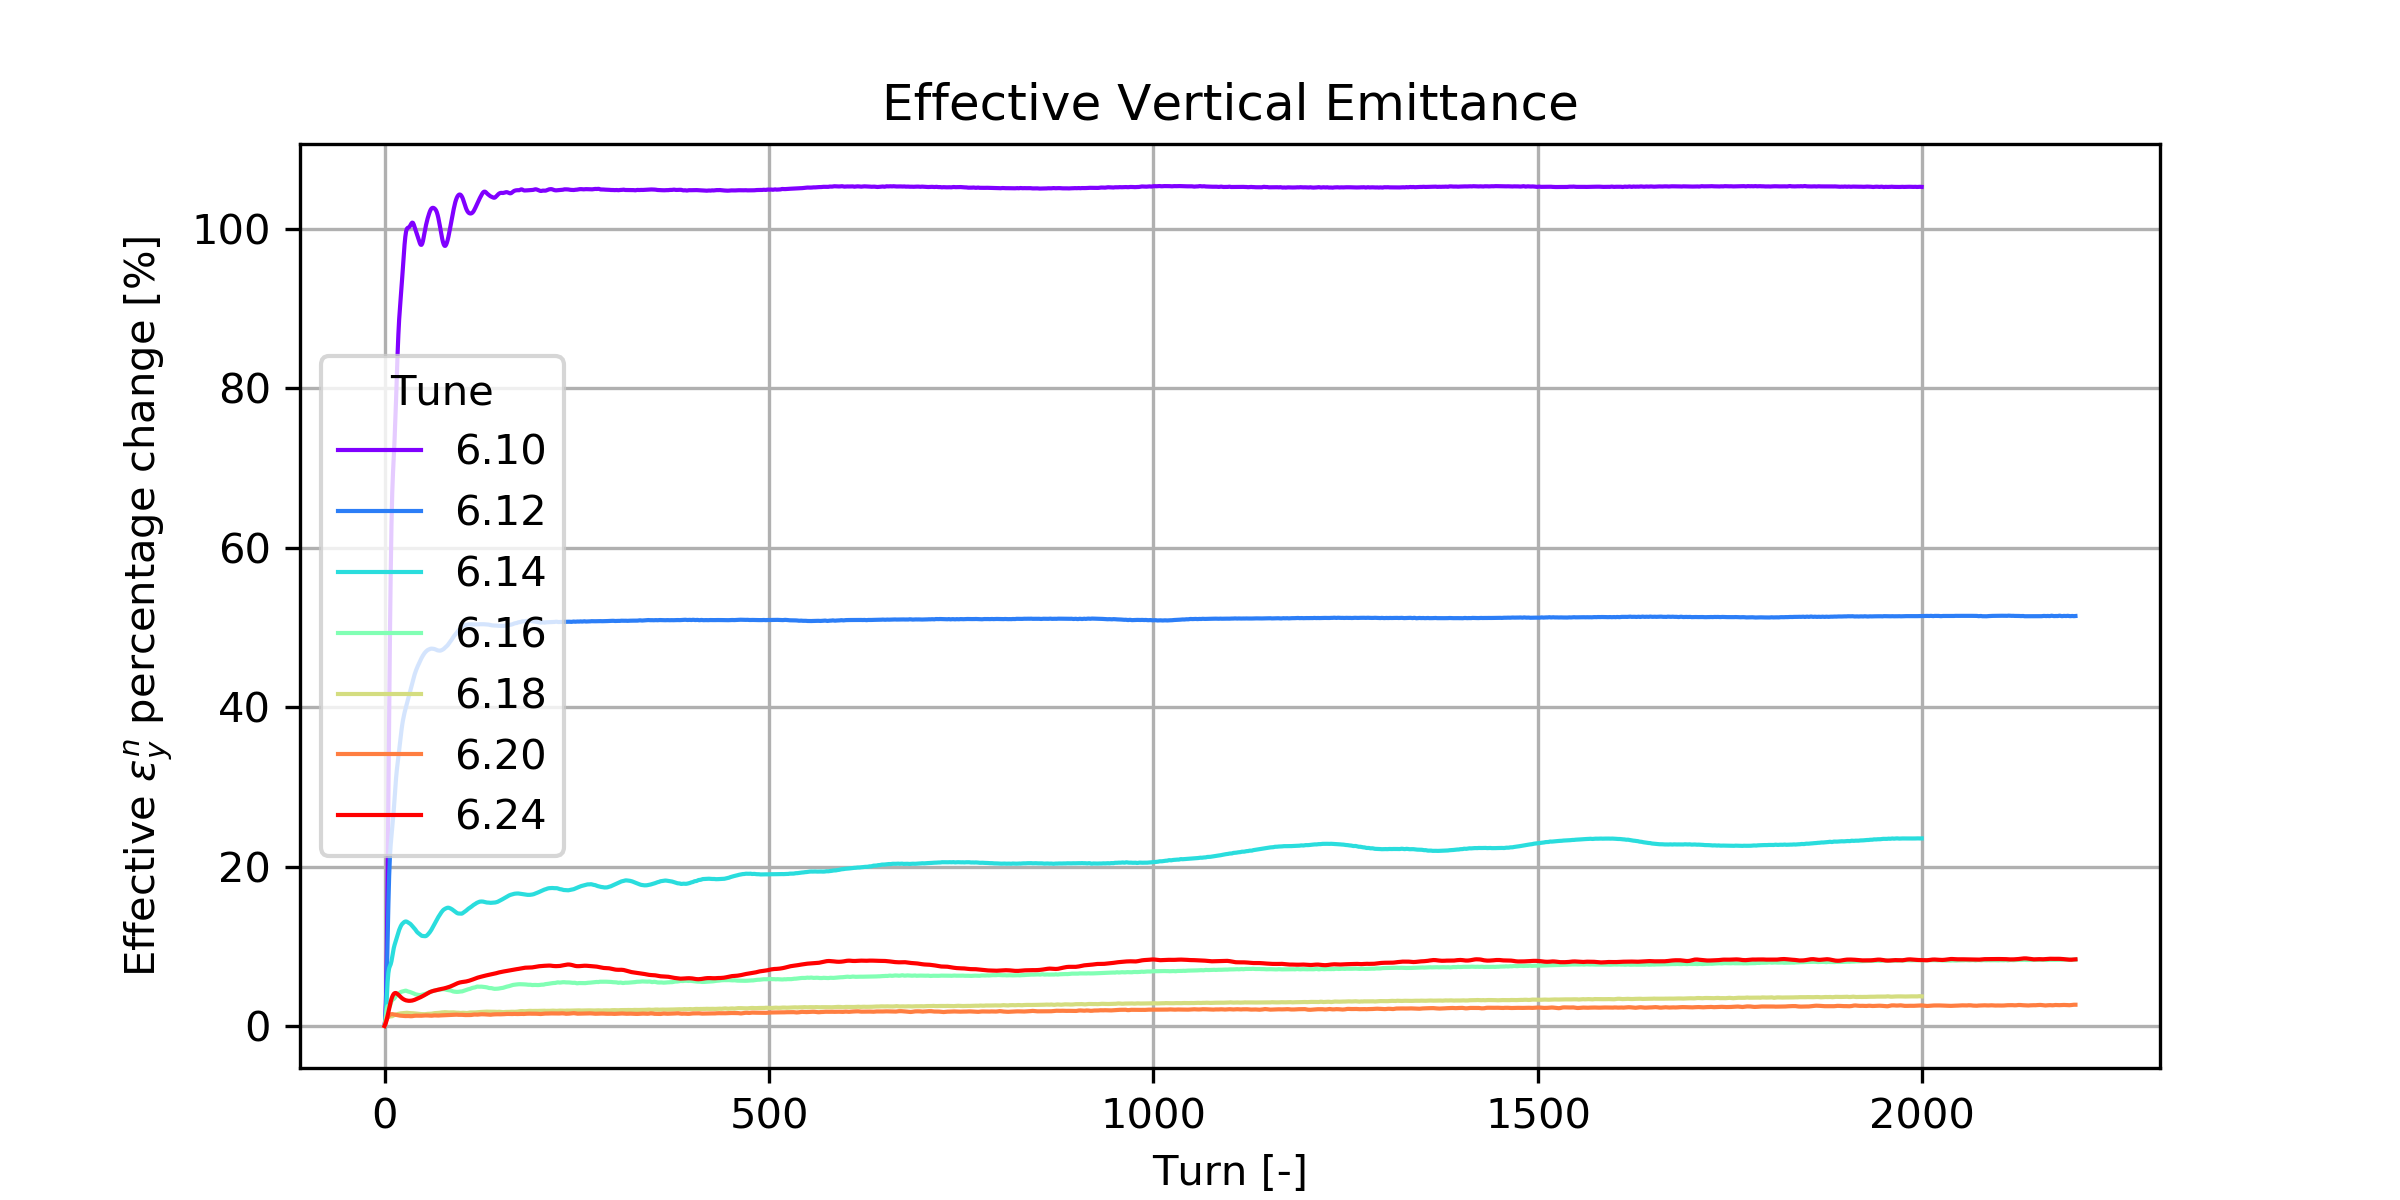 Effective Vertical Emittance
Effective εyⁿ percentage change [%]
100
80
60
40
20
0
Tune
6.10
6.12
6.14
6.16
6.18
6.20
6.24
0 500 1000 1500 2000
Turn [-]